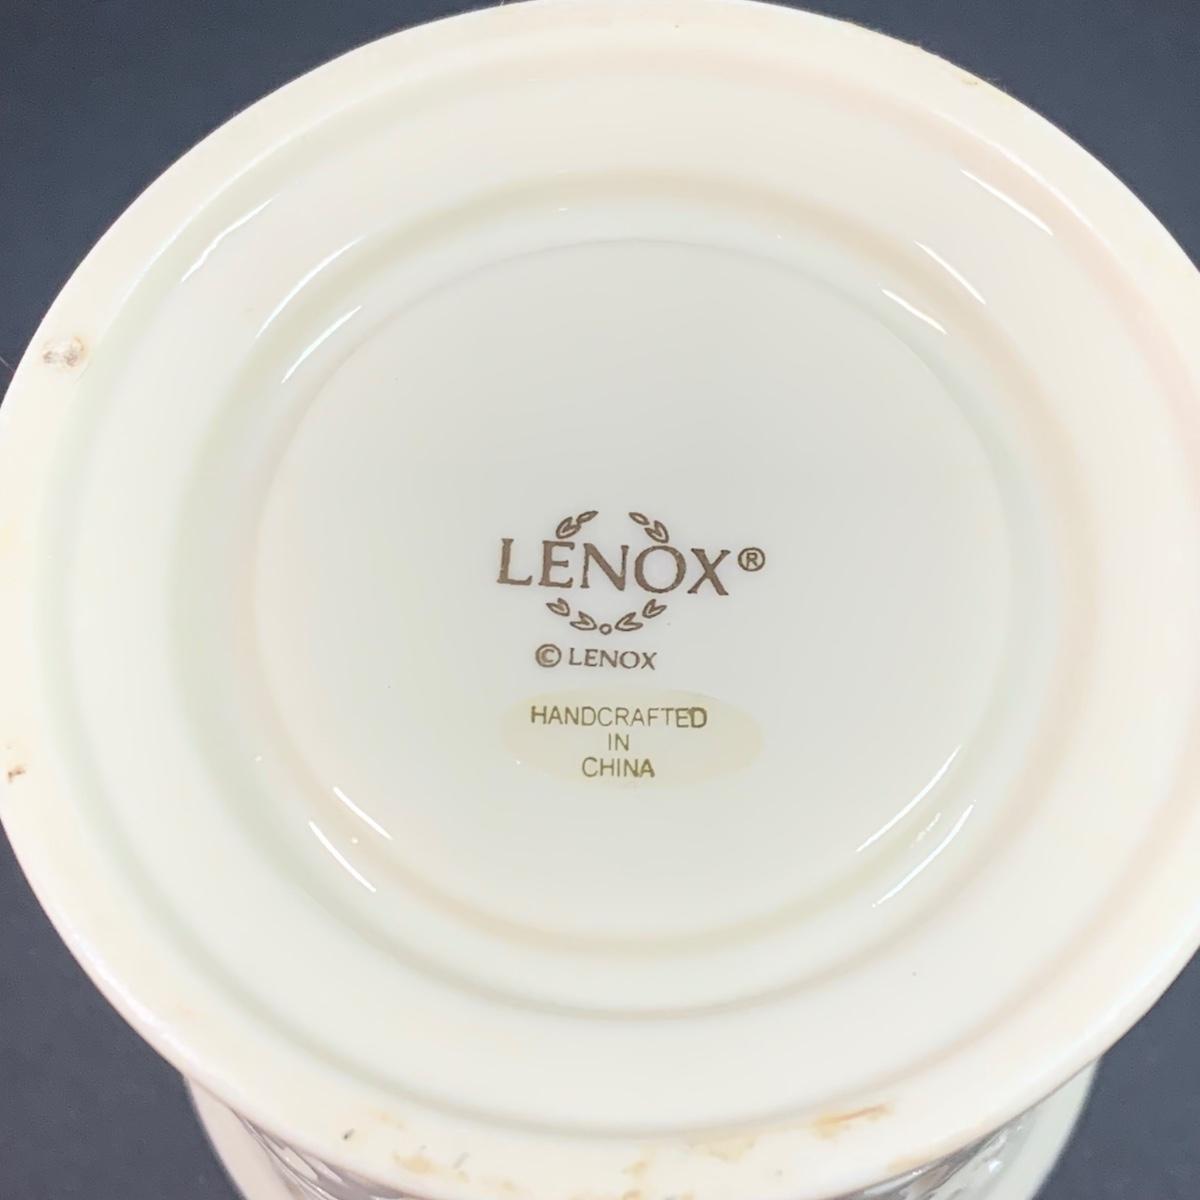 LENOX®
© LENOX
HANDCRAFTED
IN
CHINA